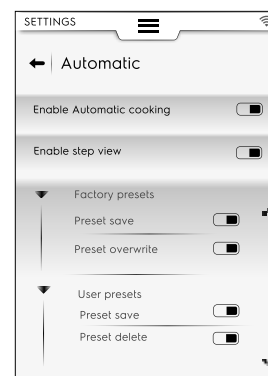 SETTINGS
Automatic
Enable Automatic cooking
Enable step view
Factory presets
Preset save
Preset overwrite
User presets
Preset save
Preset delete